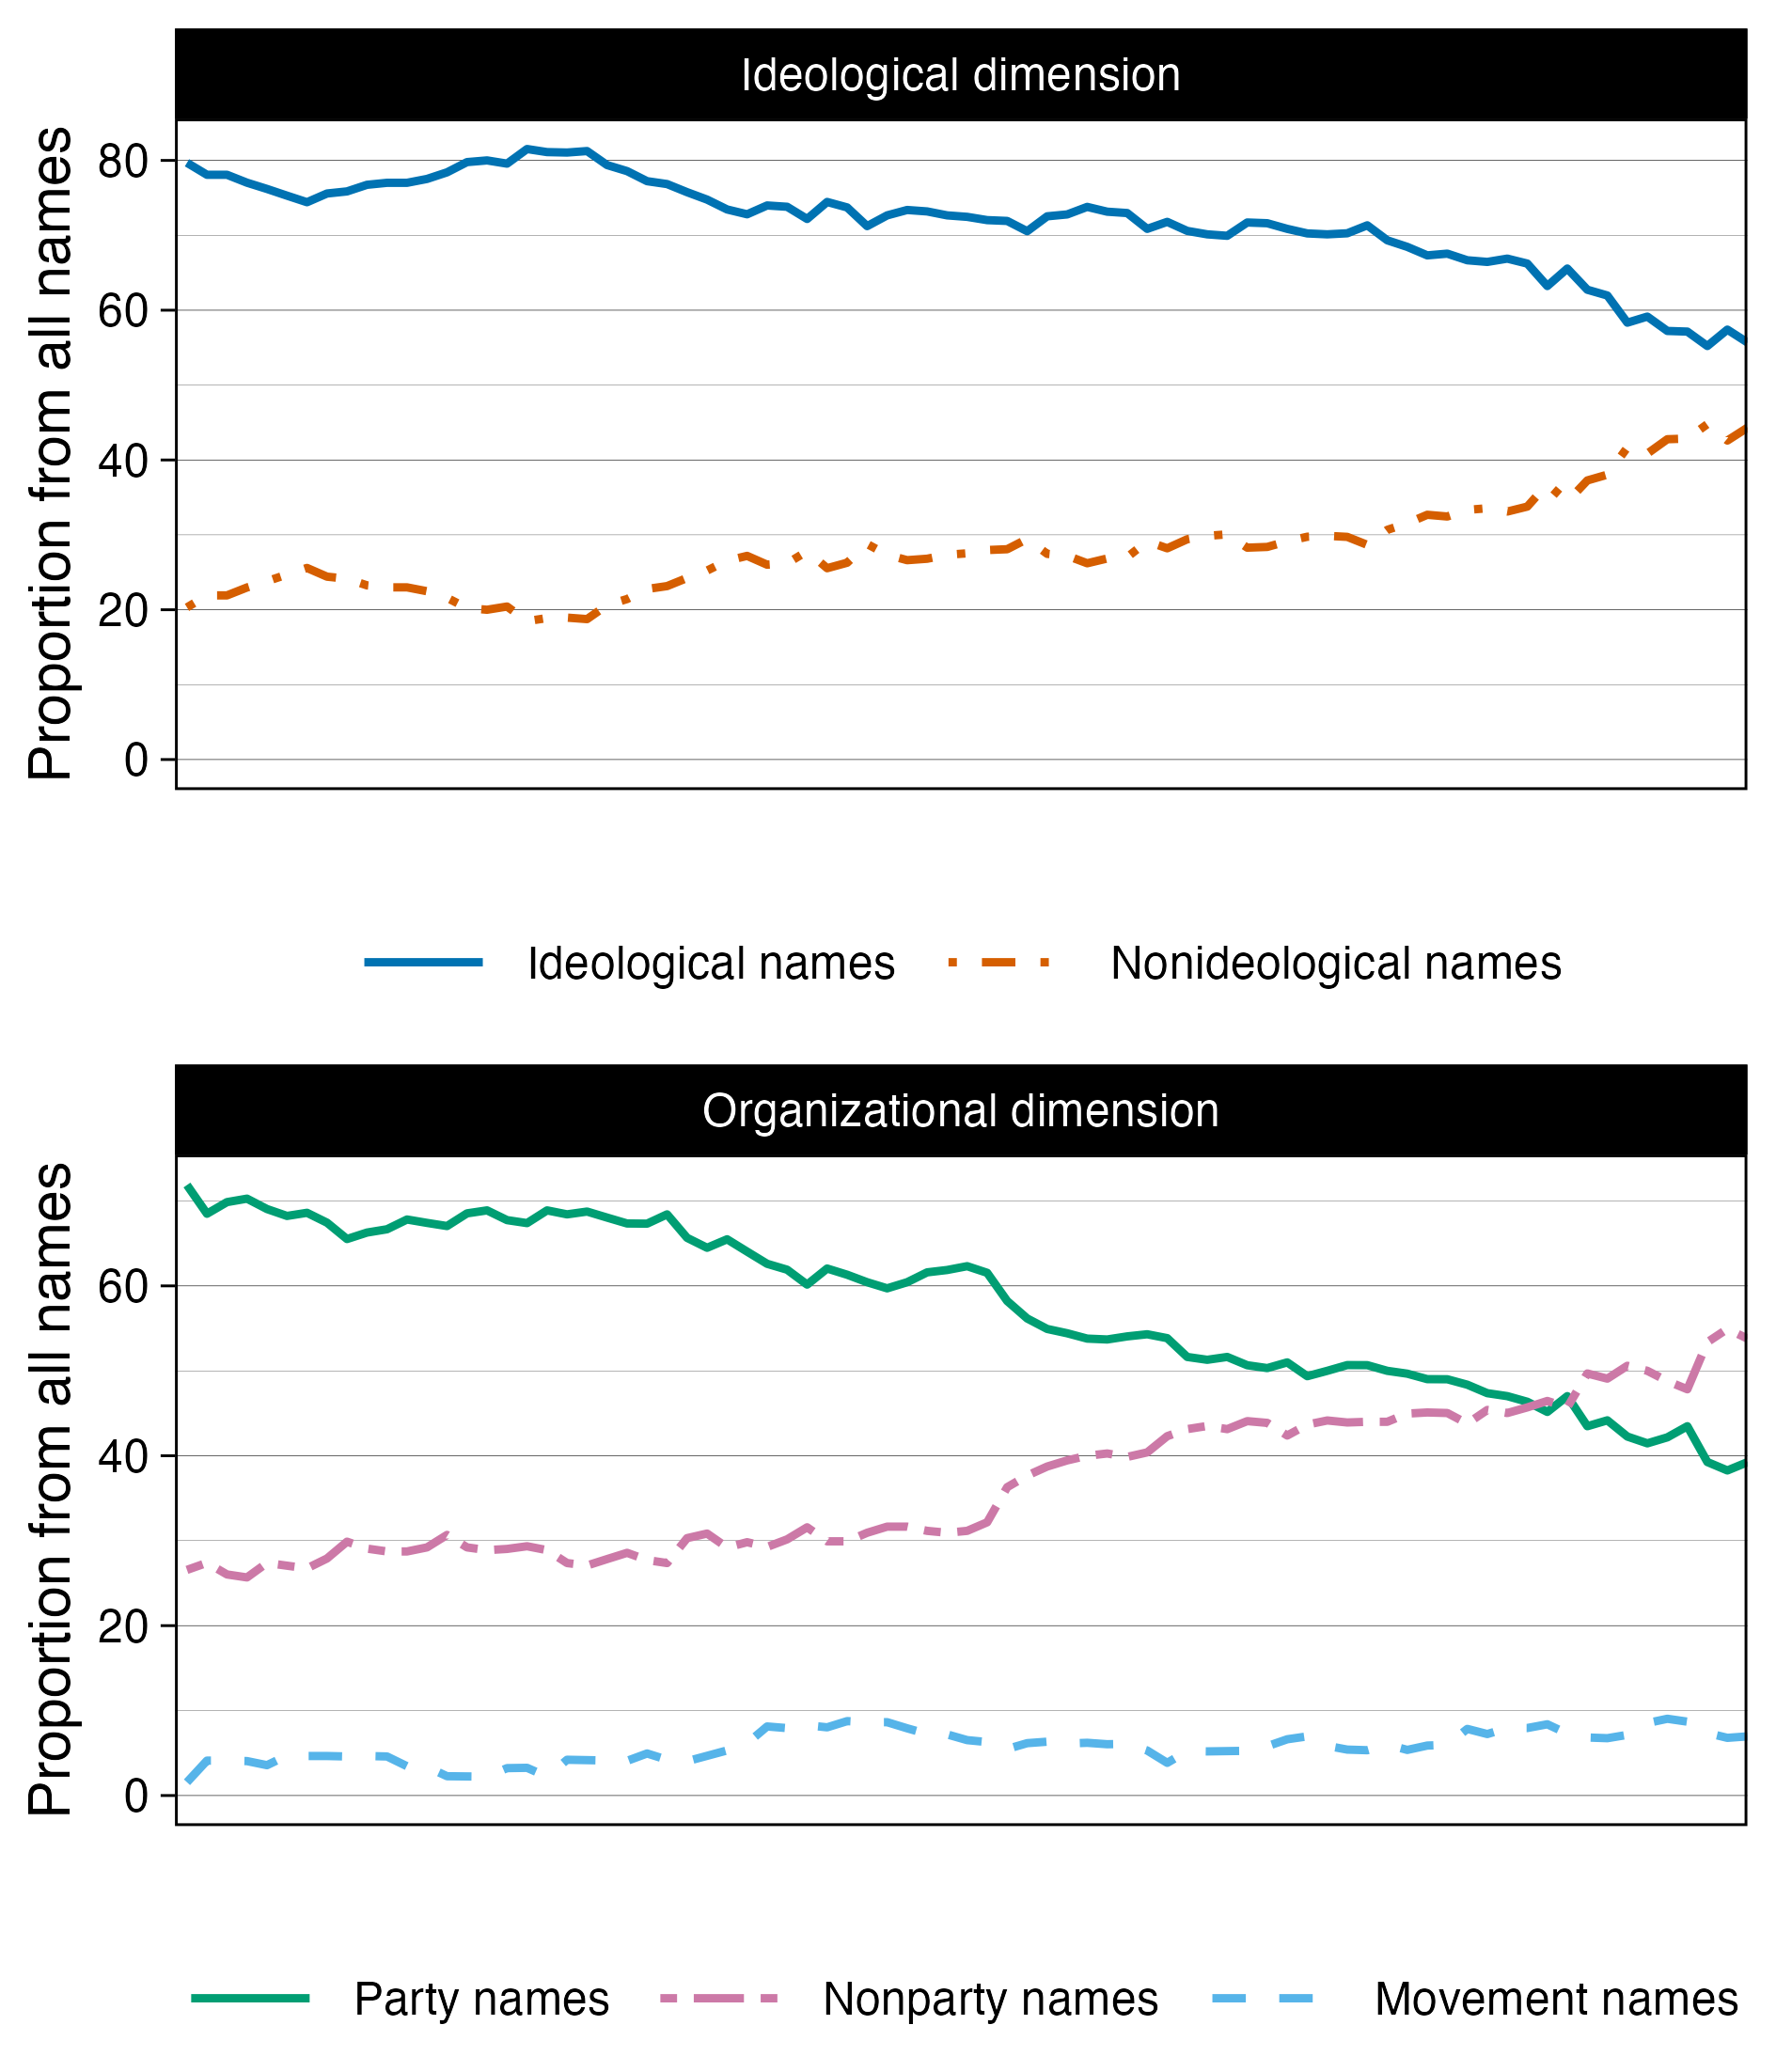 Ideological dimension
Proportion from all names
80
60
40
20
0
Ideological names Nonideological names
Organizational dimension
Proportion from all names
60
40
20
0
Party names Nonparty names Movement names